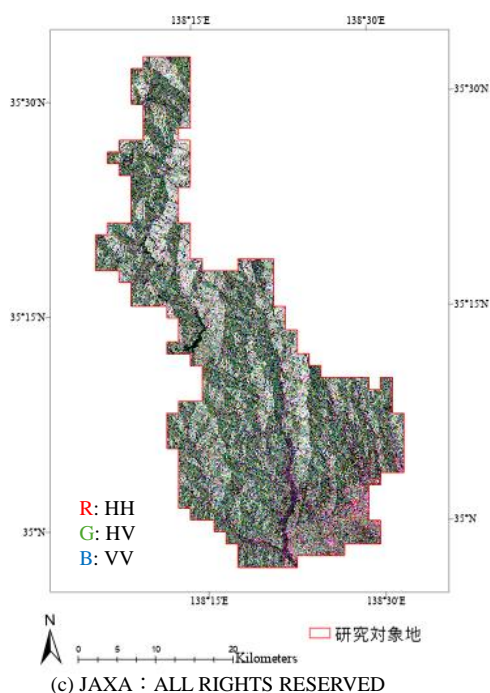 138°15'E 138°30'E
35°30'N 35°30'N
35°15'N 35°15'N
R: HH
G: HV
B: VV
35°N 35°N
138°15'E 138°30'E
N
0 5 10 20
Kilometers
研究対象地
(c) JAXA：ALL RIGHTS RESERVED